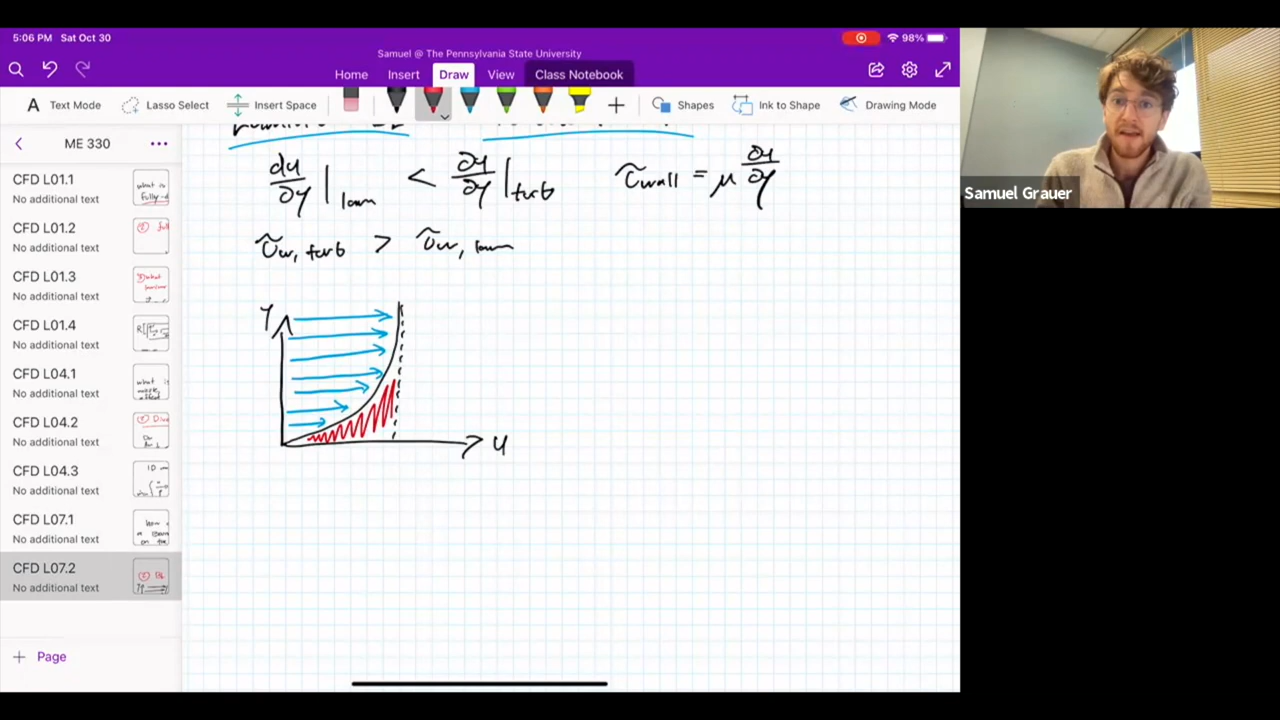 5:06 PM Sat Oct 30
98%
Samuel @ The Pennsylvania State University
Home Insert Draw View Class Notebook
A Text Mode Lasso Select Insert Space Shapes Ink to Shape Drawing Mode
ME 330
CFD L01.1
No additional text
CFD L01.2
No additional text
CFD L01.3
No additional text
CFD L01.4
No additional text
CFD L04.1
No additional text
CFD L04.2
No additional text
CFD L04.3
No additional text
CFD L07.1
No additional text
CFD L07.2
No additional text
+ Page
∂u/∂y |lam < ∂u/∂y |turb τwall = μ ∂u/∂y
τw, turb > τw, lam
y
u
Samuel Grauer